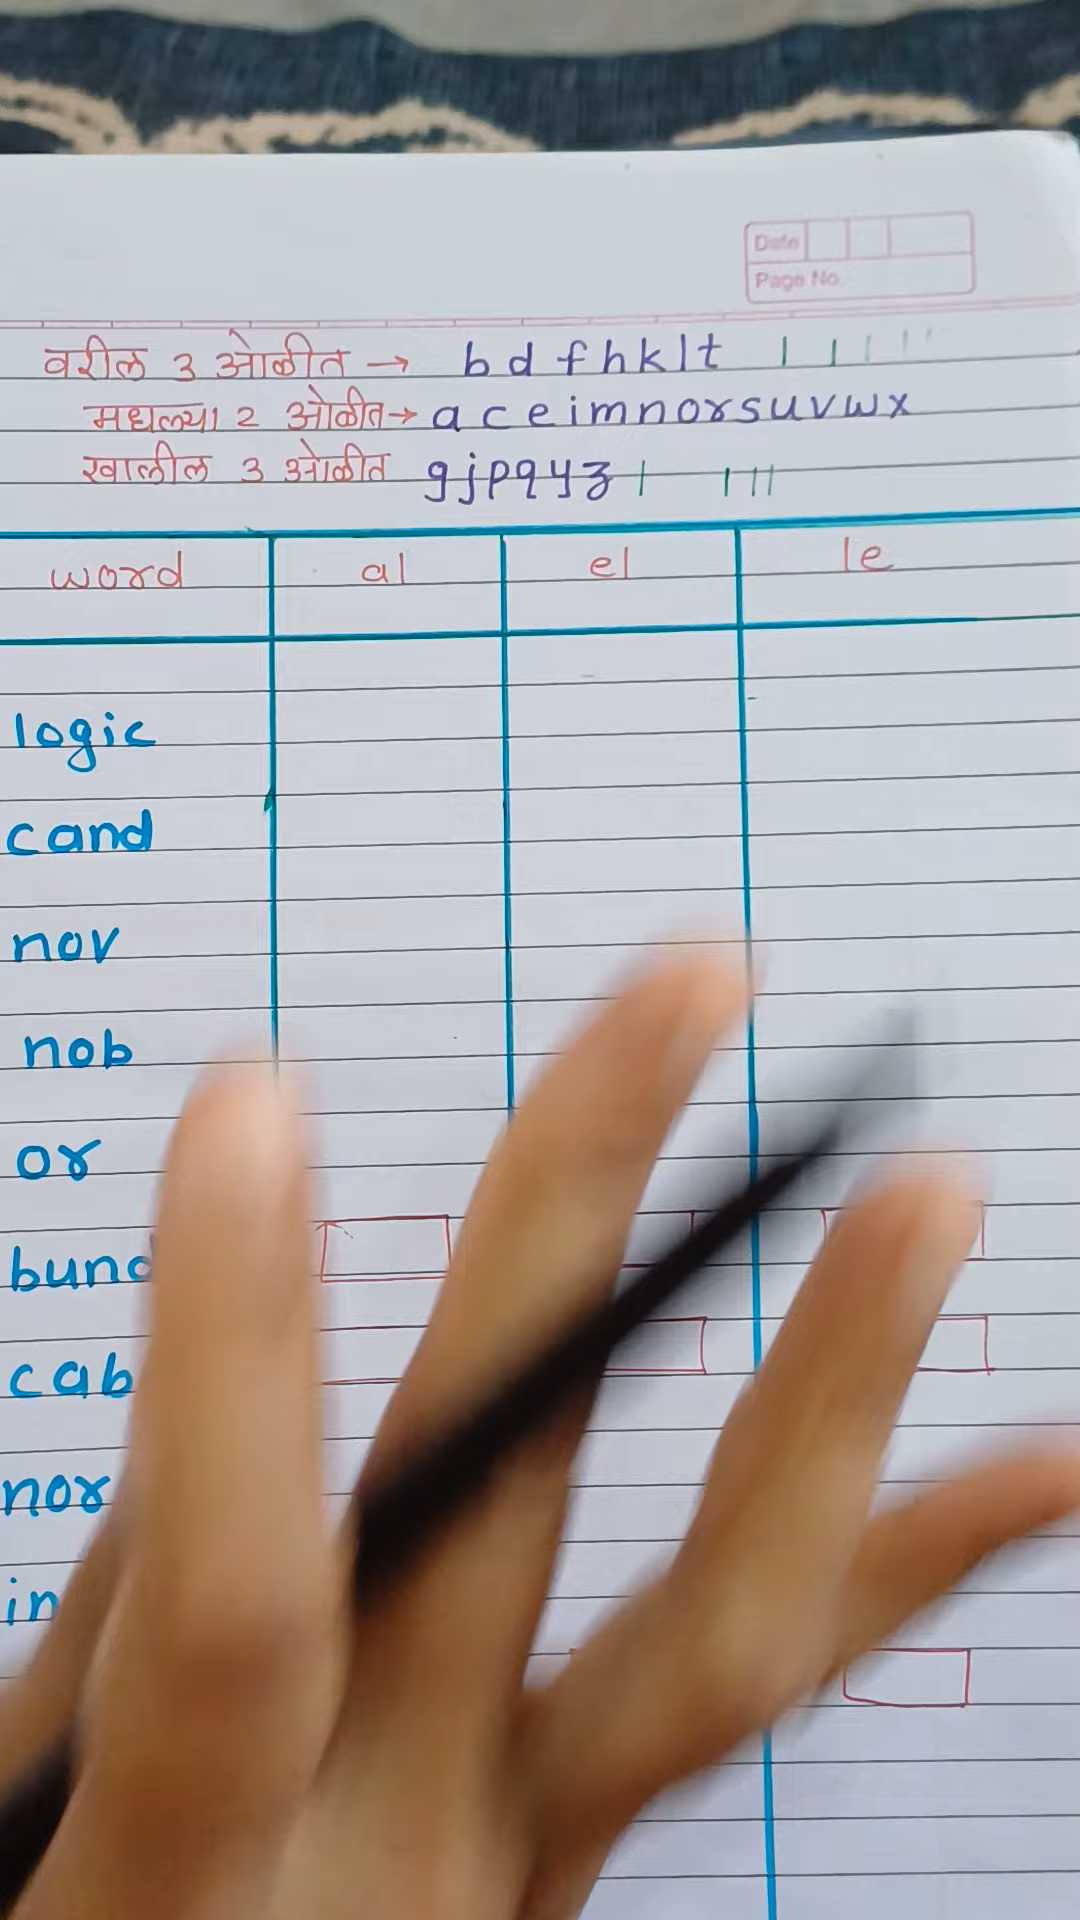 Date
Page No.
वरील 3 ओळीत → b d f h k l t
मधल्या 2 ओळीत → a c e i m n o r s u v w x
खालील 3 ओळीत g j p q y z
word al el le
logic
cand
nov
nob
or
cab
nor